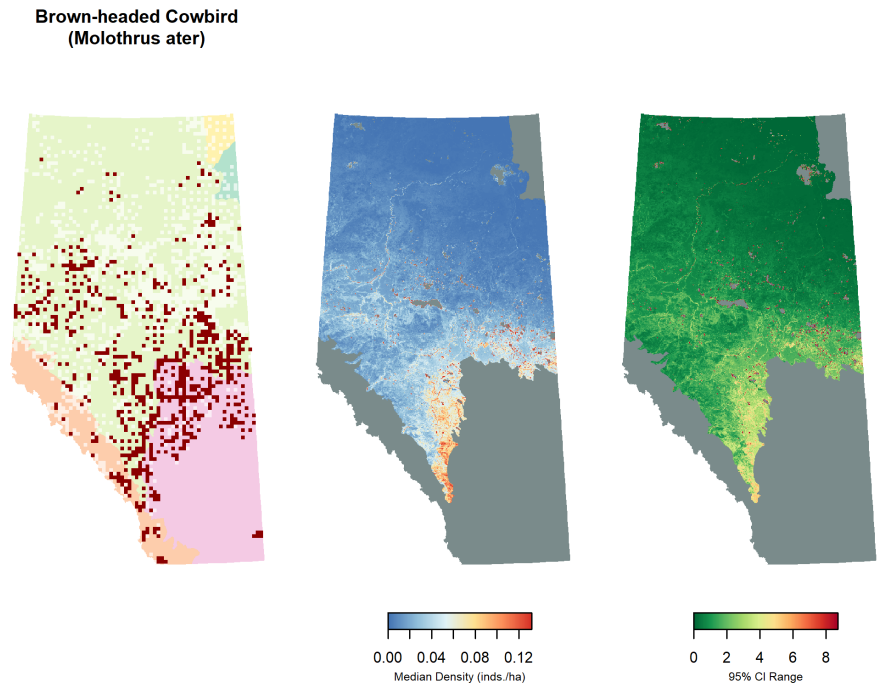 Brown-headed Cowbird
(Molothrus ater)
0.00 0.04 0.08 0.12
Median Density (inds./ha)
0 2 4 6 8
95% CI Range